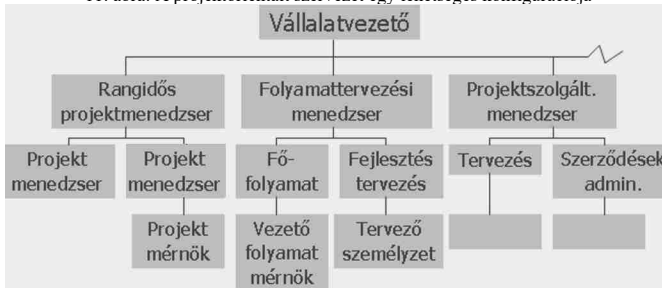 Vállalatvezető
Rangidős
projektmenedzser
Folyamattervezési
menedzser
Projektszolgált.
menedzser
Projekt
menedzser
Projekt
menedzser
Fő-
folyamat
Fejlesztés
tervezés
Tervezés
Szerződések
admin.
Projekt
mérnök
Vezető
folyamat
mérnök
Tervező
személyzet